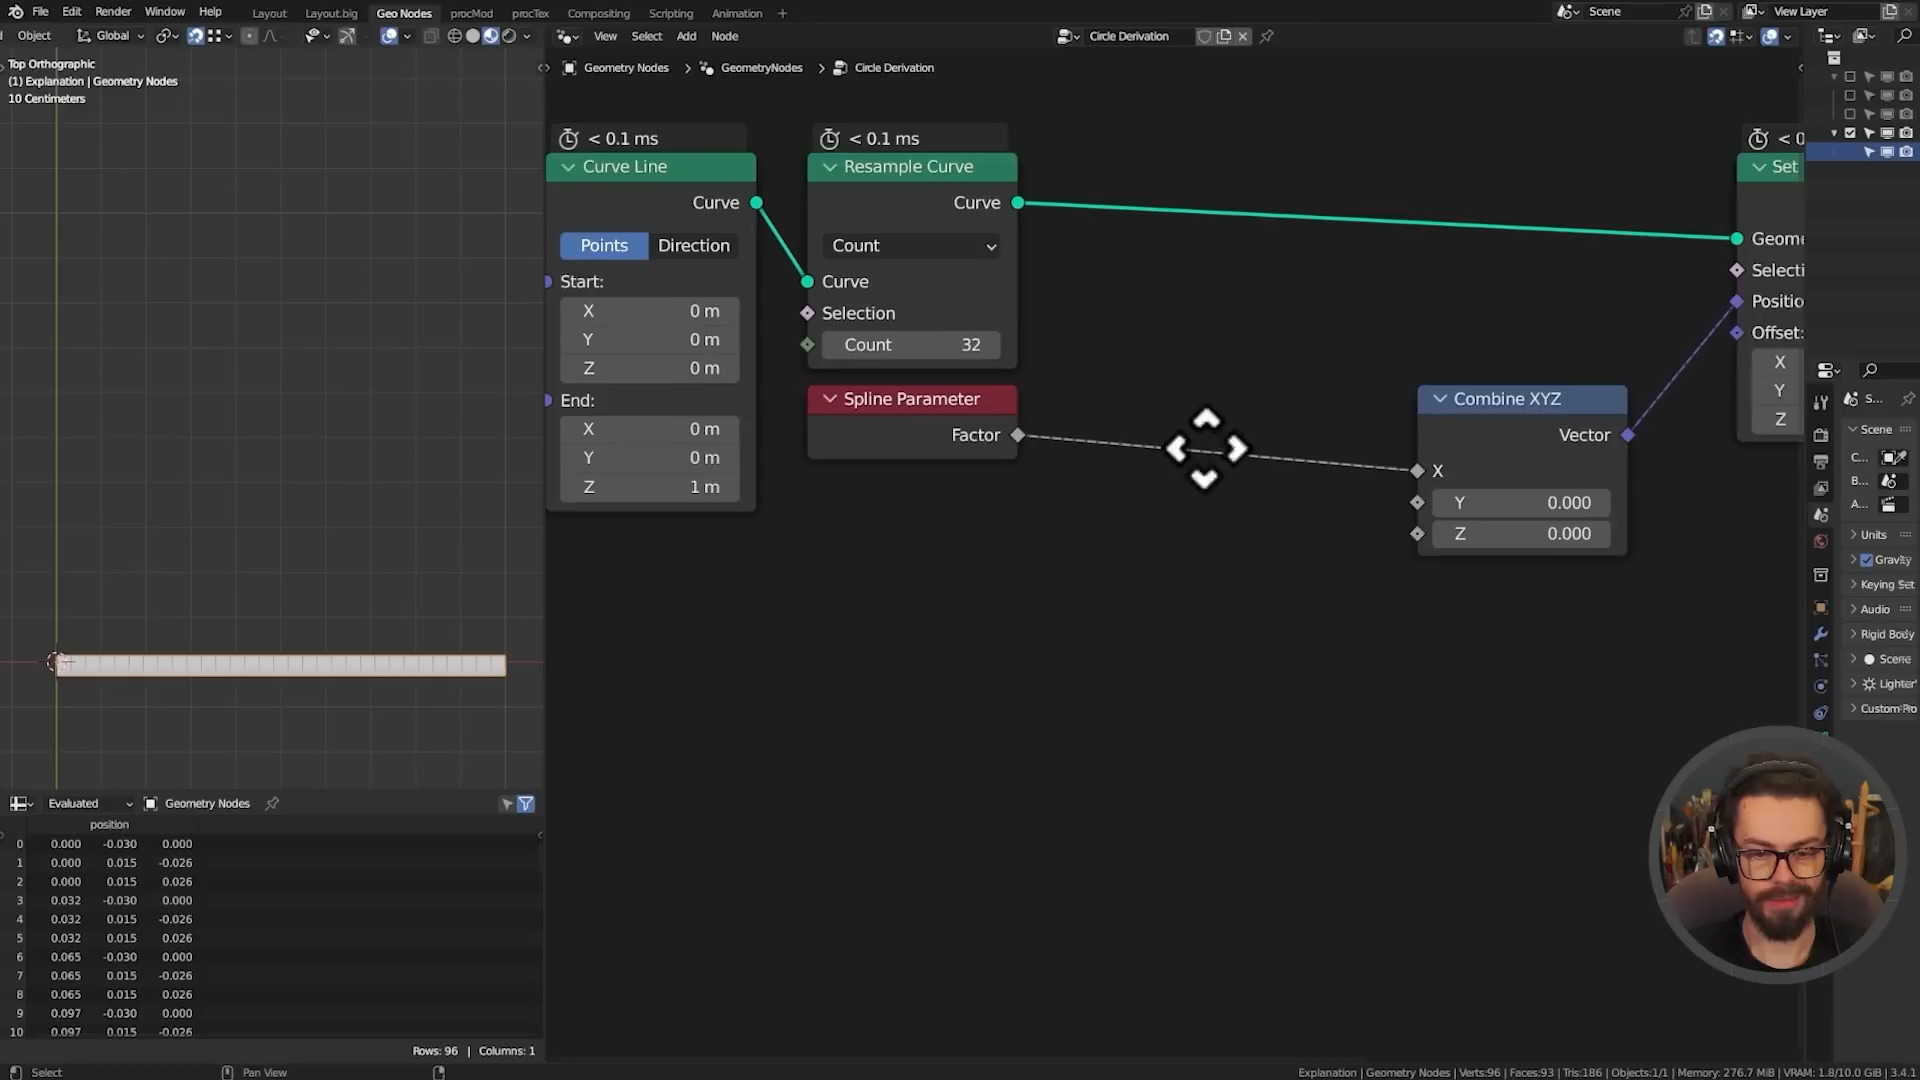 File Edit Render Window Help Layout Layout.big Geo Nodes procMod procTex Compositing Scripting Animation + Scene View Layer
Object Global View Select Add Node Circle Derivation
Top Orthographic
(1) Explanation | Geometry Nodes
10 Centimeters
Geometry Nodes > GeometryNodes > Circle Derivation
< 0.1 ms
Curve Line
Curve
Points Direction
Start:
X 0 m
Y 0 m
Z 0 m
End:
X 0 m
Y 0 m
Z 1 m
< 0.1 ms
Resample Curve
Curve
Count
Curve
Selection
Count 32
Spline Parameter
Factor
Combine XYZ
Vector
X
Y 0.000
Z 0.000
< 0
Set
Geome
Selecti
Positio
Offset:
X
Y
Z
S...
Scene
C...
B...
A...
Units
Gravity
Keying Set
Audio
Rigid Body
Scene
Lighter
Custom Pro
Evaluated Geometry Nodes
position
0 0.000 -0.030 0.000
1 0.000 0.015 -0.026
2 0.000 0.015 0.026
3 0.032 -0.030 0.000
4 0.032 0.015 -0.026
5 0.032 0.015 0.026
6 0.065 -0.030 0.000
7 0.065 0.015 -0.026
8 0.065 0.015 0.026
9 0.097 -0.030 0.000
10 0.097 0.015 -0.026
Rows: 96 | Columns: 1
Select Pan View Explanation | Geometry Nodes | Verts:96 | Faces:93 | Tris:186 | Objects:1/1 | Memory: 276.7 MiB | VRAM: 1.8/10.0 GiB | 3.4.1